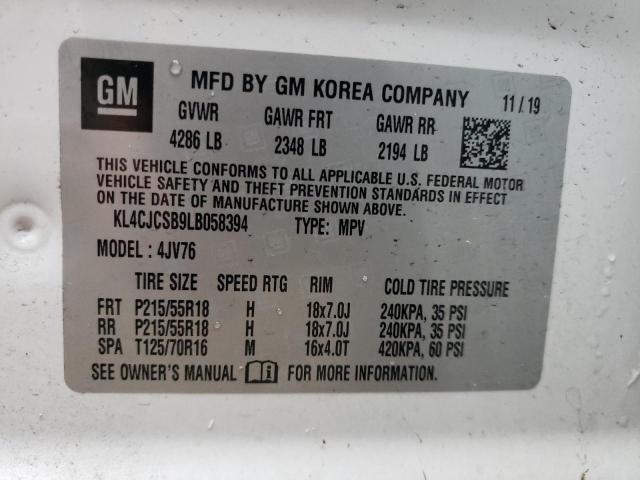 GM MFD BY GM KOREA COMPANY 11/19
GVWR GAWR FRT GAWR RR
4286 LB 2348 LB 2194 LB
THIS VEHICLE CONFORMS TO ALL APPLICABLE U.S. FEDERAL MOTOR
VEHICLE SAFETY AND THEFT PREVENTION STANDARDS IN EFFECT
ON THE DATE OF MANUFACTURE SHOWN ABOVE.
KL4CJCSB9LB058394 TYPE: MPV
MODEL : 4JV76
TIRE SIZE SPEED RTG RIM COLD TIRE PRESSURE
FRT P215/55R18 H 18x7.0J 240KPA, 35 PSI
RR P215/55R18 H 18x7.0J 240KPA, 35 PSI
SPA T125/70R16 M 16x4.0T 420KPA, 60 PSI
SEE OWNER'S MANUAL FOR MORE INFORMATION.